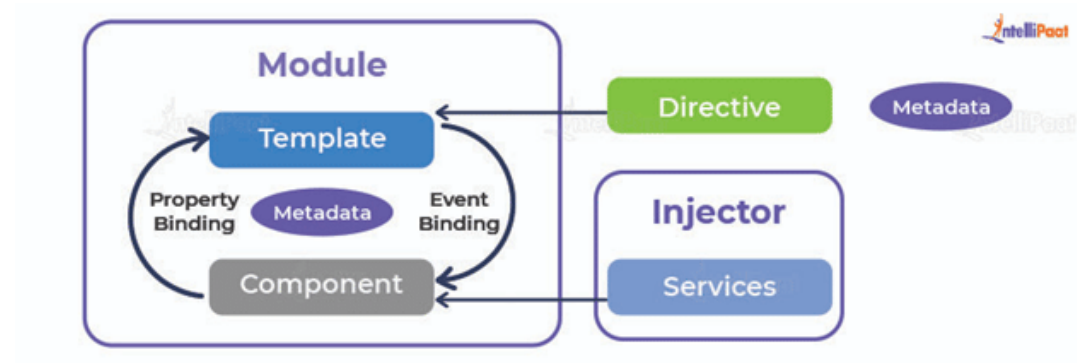 IntelliPaat
Module
Directive
Metadata
Template
Property
Binding
Metadata
Event
Binding
Injector
Component
Services